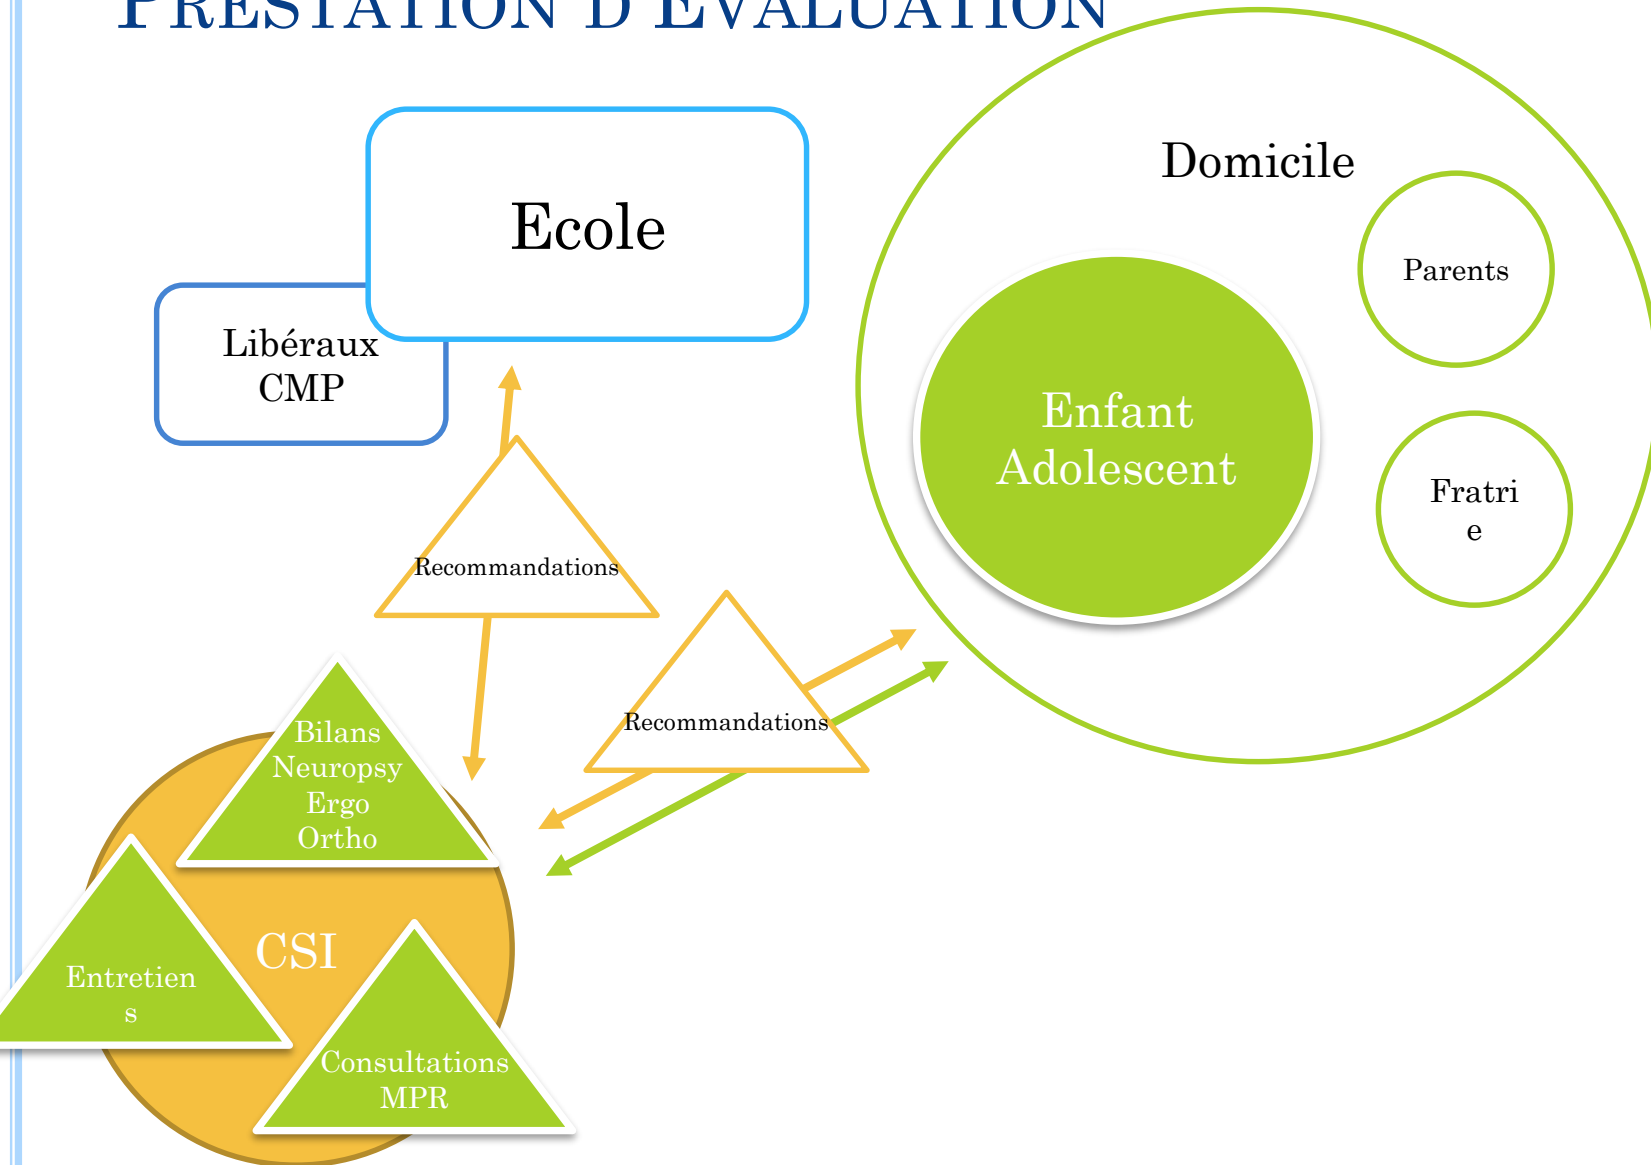 PRESTATION D'EVALUATION
Domicile
Ecole
Parents
Libéraux
CMP
Enfant
Adolescent
Fratri
e
Recommandations
Recommandations
Bilans
Neuropsy
Ergo
Ortho
CSI
Entretien
s
Consultations
MPR